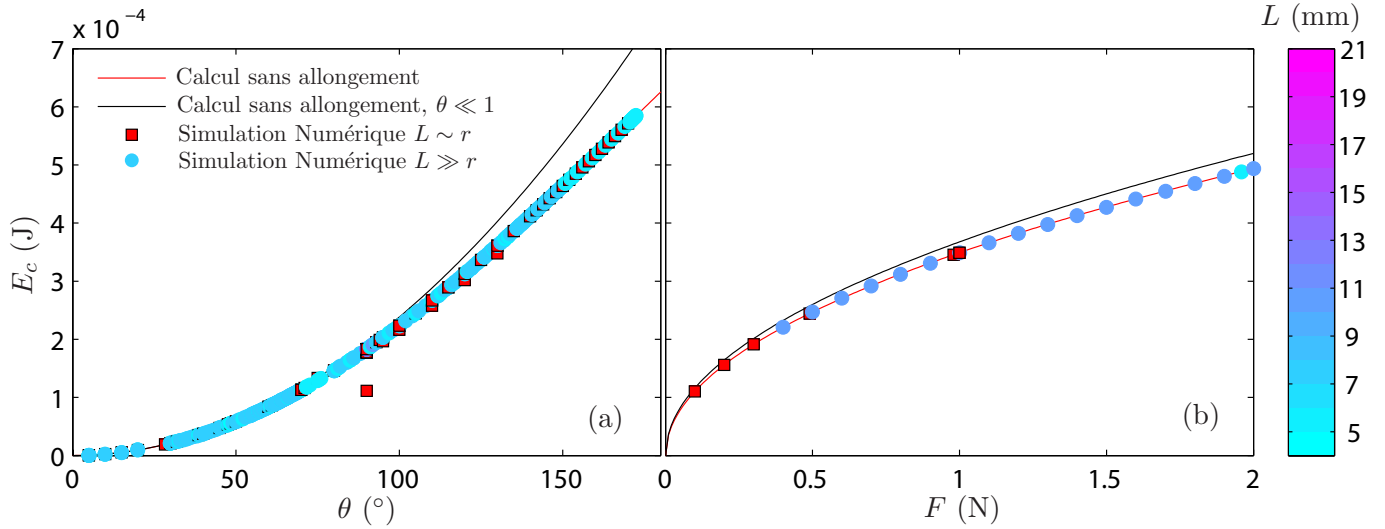 × 10⁻⁴
L (mm)
7
6
5
4
3
2
1
0
E_c (J)
Calcul sans allongement
Calcul sans allongement, θ ≪ 1
Simulation Numérique L ∼ r
Simulation Numérique L ≫ r
(a)
(b)
0 50 100 150
θ (°)
0 0.5 1 1.5 2
F (N)
21
19
17
15
13
11
9
7
5